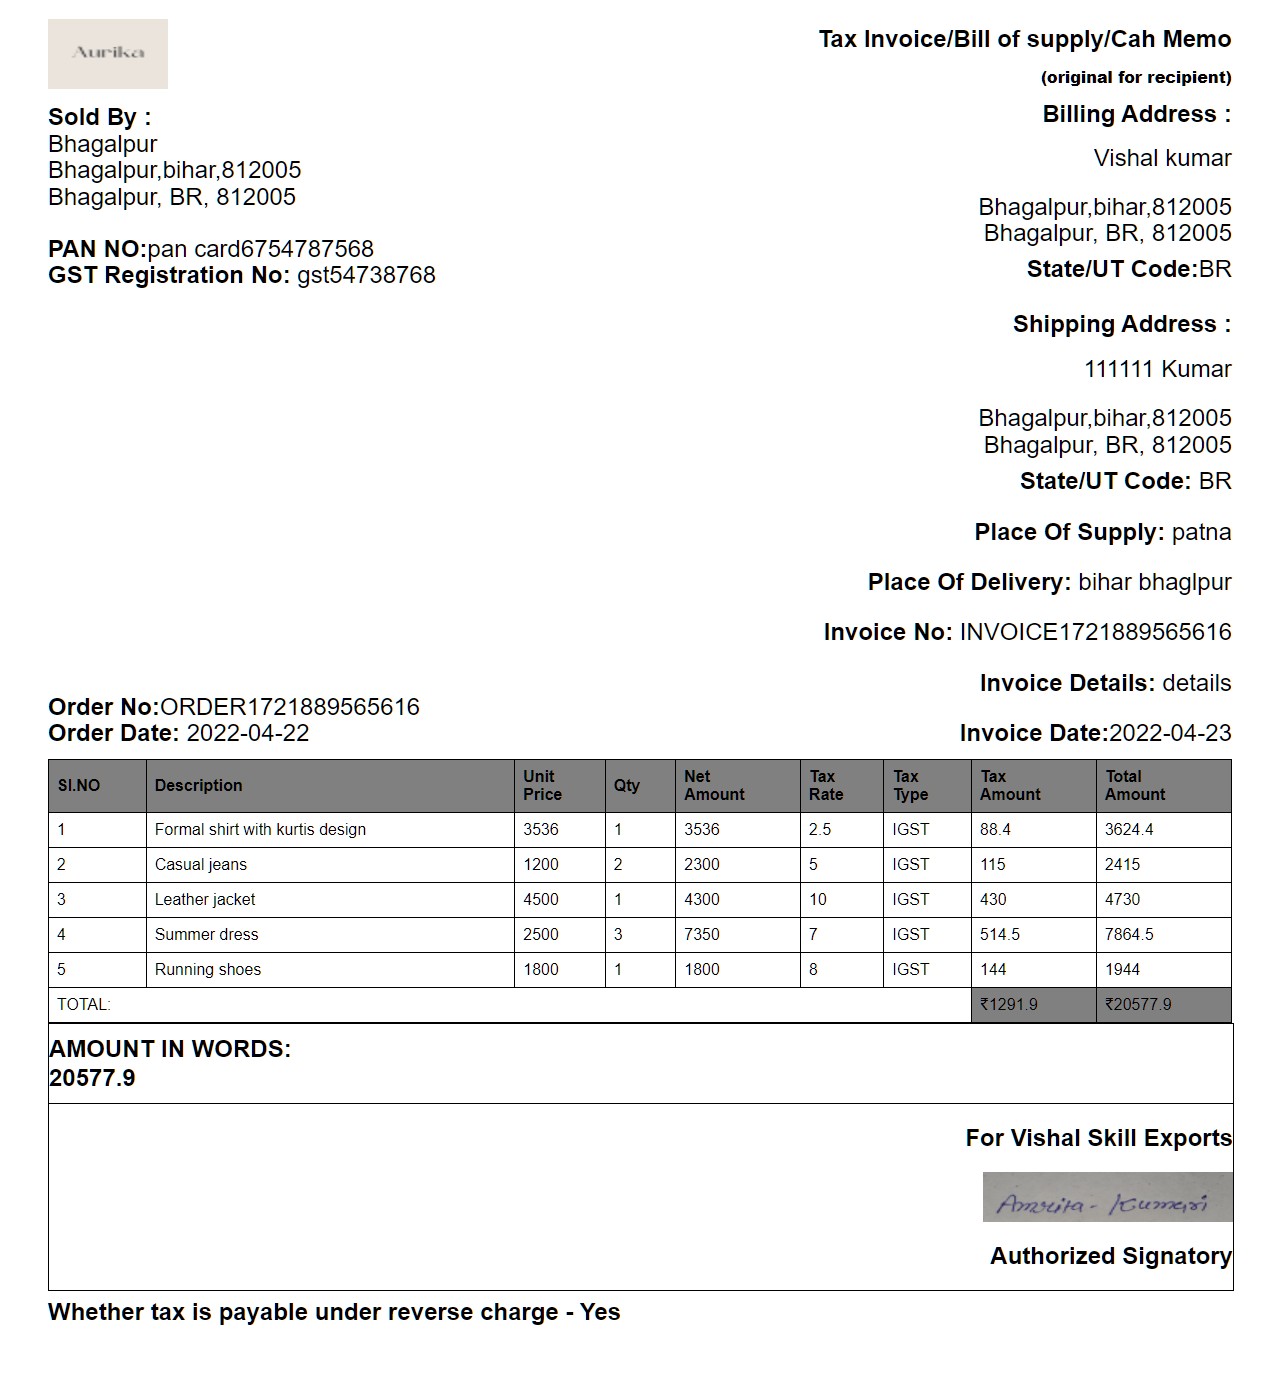 Aurika
Tax Invoice/Bill of supply/Cah Memo
(original for recipient)
Sold By :
Bhagalpur
Bhagalpur,bihar,812005
Bhagalpur, BR, 812005
PAN NO:pan card6754787568
GST Registration No: gst54738768
Billing Address :
Vishal kumar
Bhagalpur,bihar,812005
Bhagalpur, BR, 812005
State/UT Code:BR
Shipping Address :
111111 Kumar
Bhagalpur,bihar,812005
Bhagalpur, BR, 812005
State/UT Code: BR
Place Of Supply: patna
Place Of Delivery: bihar bhaglpur
Invoice No: INVOICE1721889565616
Invoice Details: details
Order No:ORDER1721889565616
Order Date: 2022-04-22
Invoice Date:2022-04-23
SI.NO Description Unit Price Qty Net Amount Tax Rate Tax Type Tax Amount Total Amount
1 Formal shirt with kurtis design 3536 1 3536 2.5 IGST 88.4 3624.4
2 Casual jeans 1200 2 2300 5 IGST 115 2415
3 Leather jacket 4500 1 4300 10 IGST 430 4730
4 Summer dress 2500 3 7350 7 IGST 514.5 7864.5
5 Running shoes 1800 1 1800 8 IGST 144 1944
TOTAL: ₹1291.9 ₹20577.9
AMOUNT IN WORDS:
20577.9
For Vishal Skill Exports
Amrita - Kumari
Authorized Signatory
Whether tax is payable under reverse charge - Yes